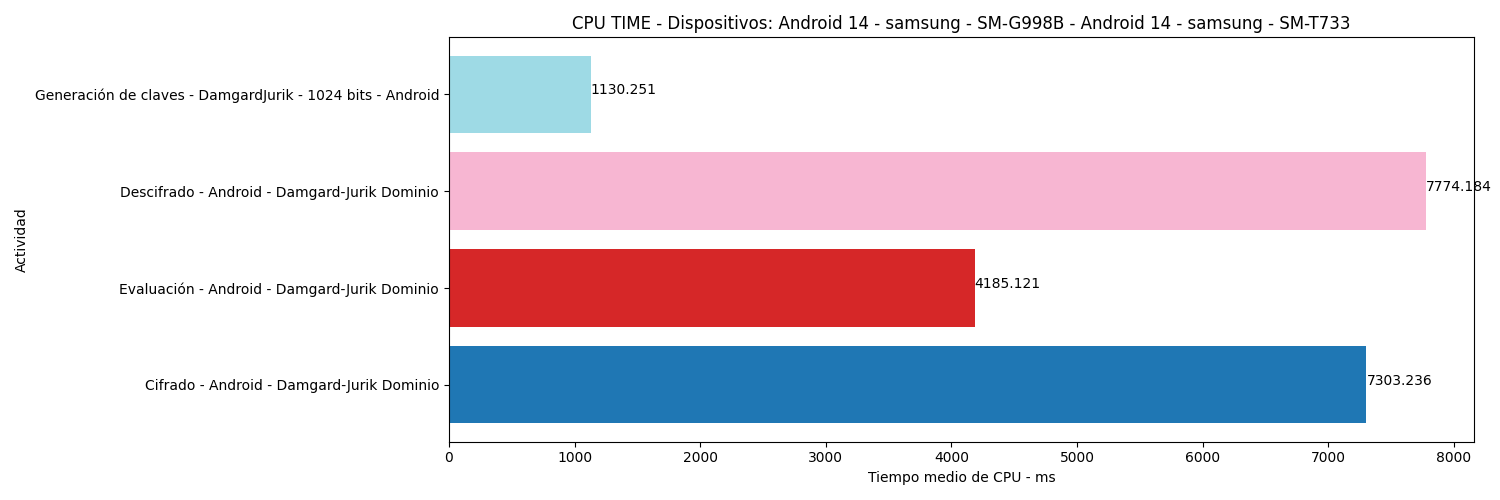 CPU TIME - Dispositivos: Android 14 - samsung - SM-G998B - Android 14 - samsung - SM-T733
Generación de claves - DamgardJurik - 1024 bits - Android
1130.251
Descifrado - Android - Damgard-Jurik Dominio
7774.184
Actividad
Evaluación - Android - Damgard-Jurik Dominio
4185.121
Cifrado - Android - Damgard-Jurik Dominio
7303.236
0 1000 2000 3000 4000 5000 6000 7000 8000
Tiempo medio de CPU - ms